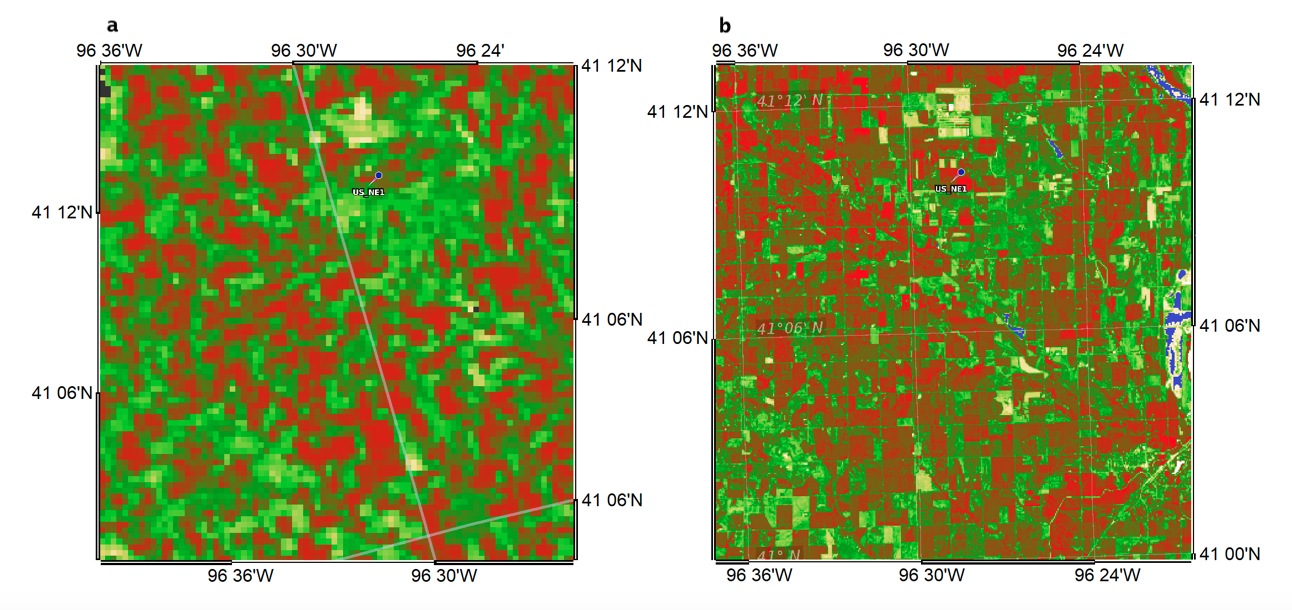 a
96 36'W 96 30'W 96 24'
41 12'N
US_NE1
41 12'N
41 06'N
41 06'N
41 06'N
96 36'W 96 30'W
b
96 36'W 96 30'W 96 24'W
41°12' N
41 12'N
41 12'N
US_NE1
41°06' N
41 06'N
41 06'N
41° N
41 00'N
96 36'W 96 30'W 96 24'W